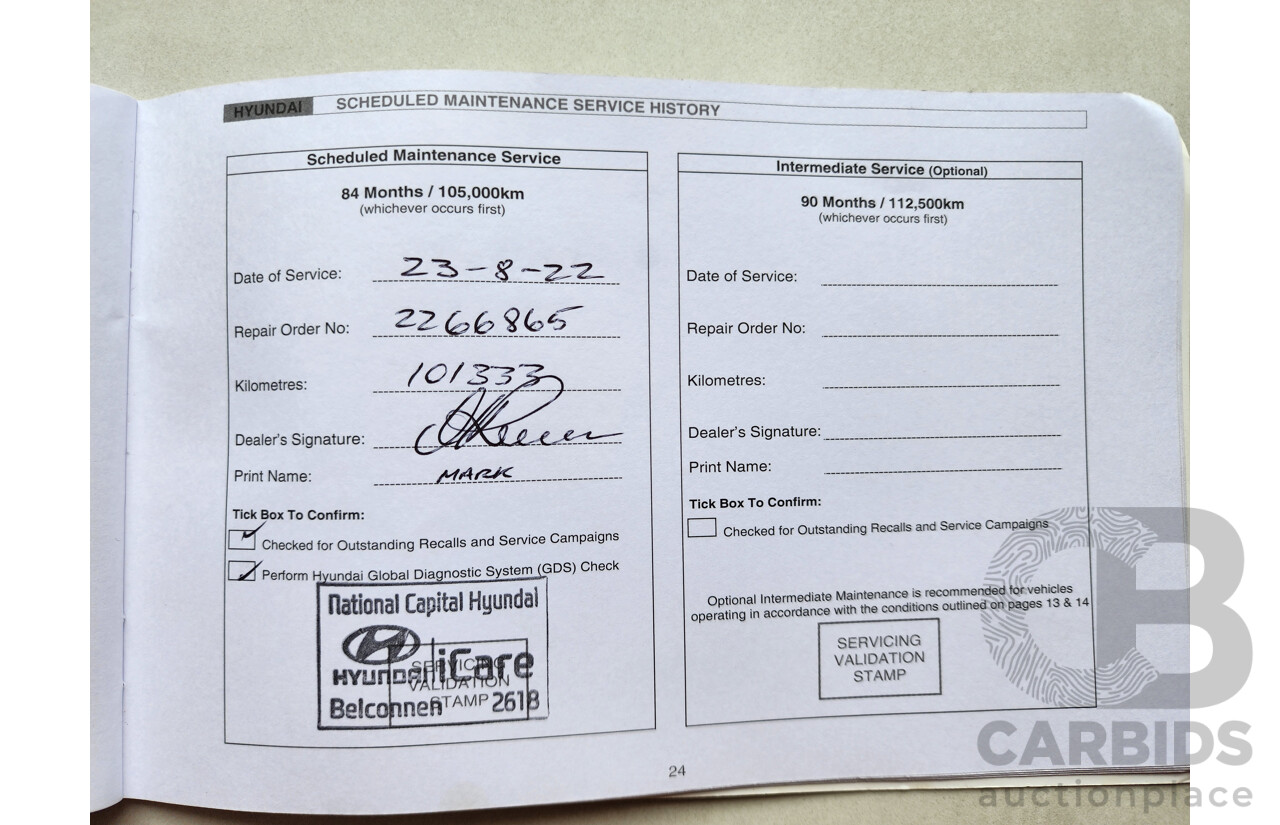 HYUNDAI SCHEDULED MAINTENANCE SERVICE HISTORY
Scheduled Maintenance Service
84 Months / 105,000km
(whichever occurs first)
Date of Service: 23-8-22
Repair Order No: 2266865
Kilometres: 101333
Dealer's Signature:
Print Name: MARK
Tick Box To Confirm:
Checked for Outstanding Recalls and Service Campaigns
Perform Hyundai Global Diagnostic System (GDS) Check
National Capital Hyundai
HYUNDAI iCare
Belconnen 2618
SERVICING
VALIDATION
STAMP
Intermediate Service (Optional)
90 Months / 112,500km
(whichever occurs first)
Date of Service:
Repair Order No:
Kilometres:
Dealer's Signature:
Print Name:
Tick Box To Confirm:
Checked for Outstanding Recalls and Service Campaigns
Optional Intermediate Maintenance is recommended for vehicles
operating in accordance with the conditions outlined on pages 13 & 14
SERVICING
VALIDATION
STAMP
24
CB
CARBIDS
auctionplace